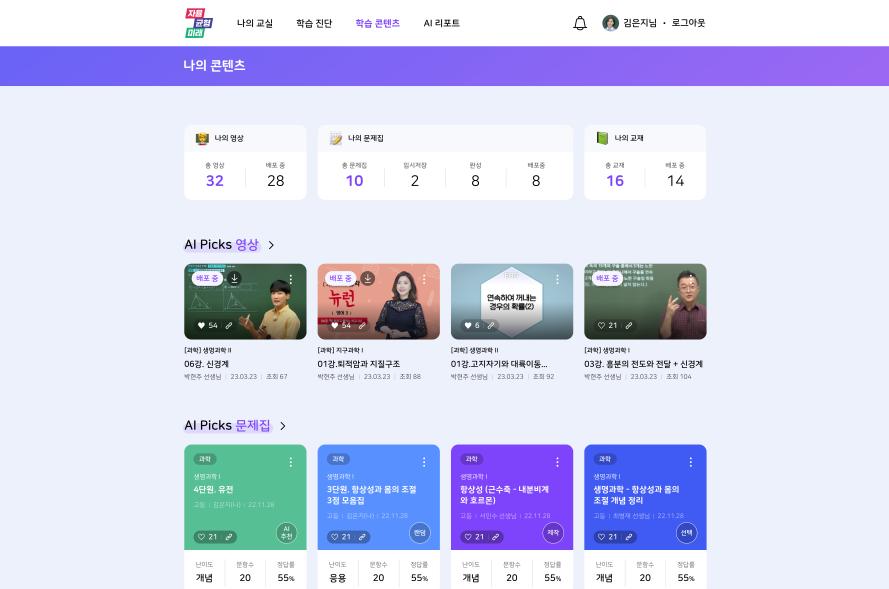 자몽
균형
미래
나의 교실
학습 진단
학습 콘텐츠
AI 리포트
김은지님 • 로그아웃
나의 콘텐츠
나의 영상
총 영상
32
배포 중
28
나의 문제집
총 문제집
10
임시저장
2
완성
8
배포중
8
나의 교재
총 교재
16
배포 중
14
AI Picks 영상
배포 중
54
[과학] 생명과학 II
06강. 신경계
박현주 선생님 | 23.03.23 | 조회 67
배포 중
뉴런
54
[과학] 지구과학 I
01강.퇴적암과 지질구조
박현주 선생님 | 23.03.23 | 조회 88
연속하여 꺼내는
경우의 확률(2)
6
[과학] 생명과학 II
01강.고지자기와 대륙이동...
박현주 선생님 | 23.03.23 | 조회 92
배포 중
21
[과학] 생명과학 I
03강. 흥분의 전도와 전달 + 신경계
박현주 선생님 | 23.03.23 | 조회 104
AI Picks 문제집
과학
생명과학 I
4단원. 유전
고등 | 김은지(나) | 22.11.28
21
AI
추천
난이도
개념
문항수
20
정답률
55%
과학
생명과학 I
3단원. 항상성과 몸의 조절
3점 모음집
고등 | 김은지(나) | 22.11.28
21
랜덤
난이도
응용
문항수
20
정답률
55%
과학
생명과학 I
항상성 (근수축 - 내분비계
와 호르몬)
고등 | 서민수 선생님 | 22.11.28
21
제작
난이도
개념
문항수
20
정답률
55%
과학
생명과학 I
생명과학 - 항상성과 몸의
조절 개념 정리
고등 | 최병재 선생님 | 22.11.28
21
선택
난이도
개념
문항수
20
정답률
55%